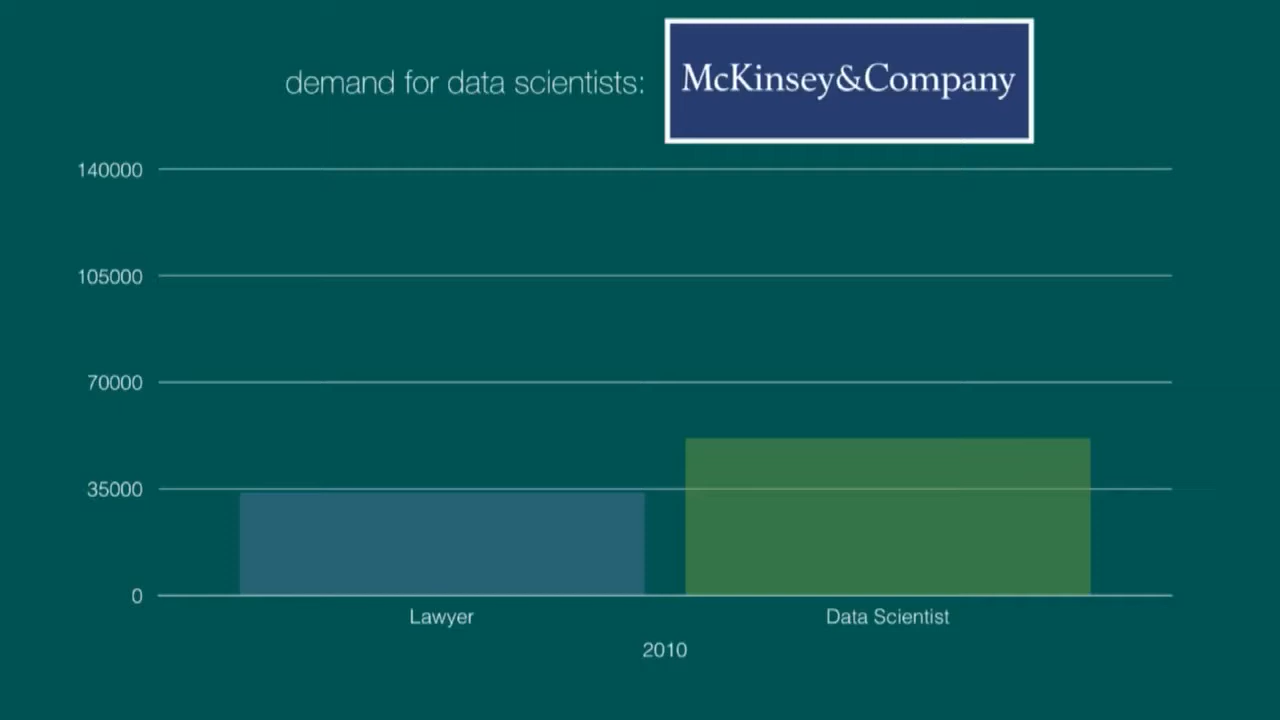 demand for data scientists:
McKinsey&Company
140000
105000
70000
35000
0
Lawyer
Data Scientist
2010